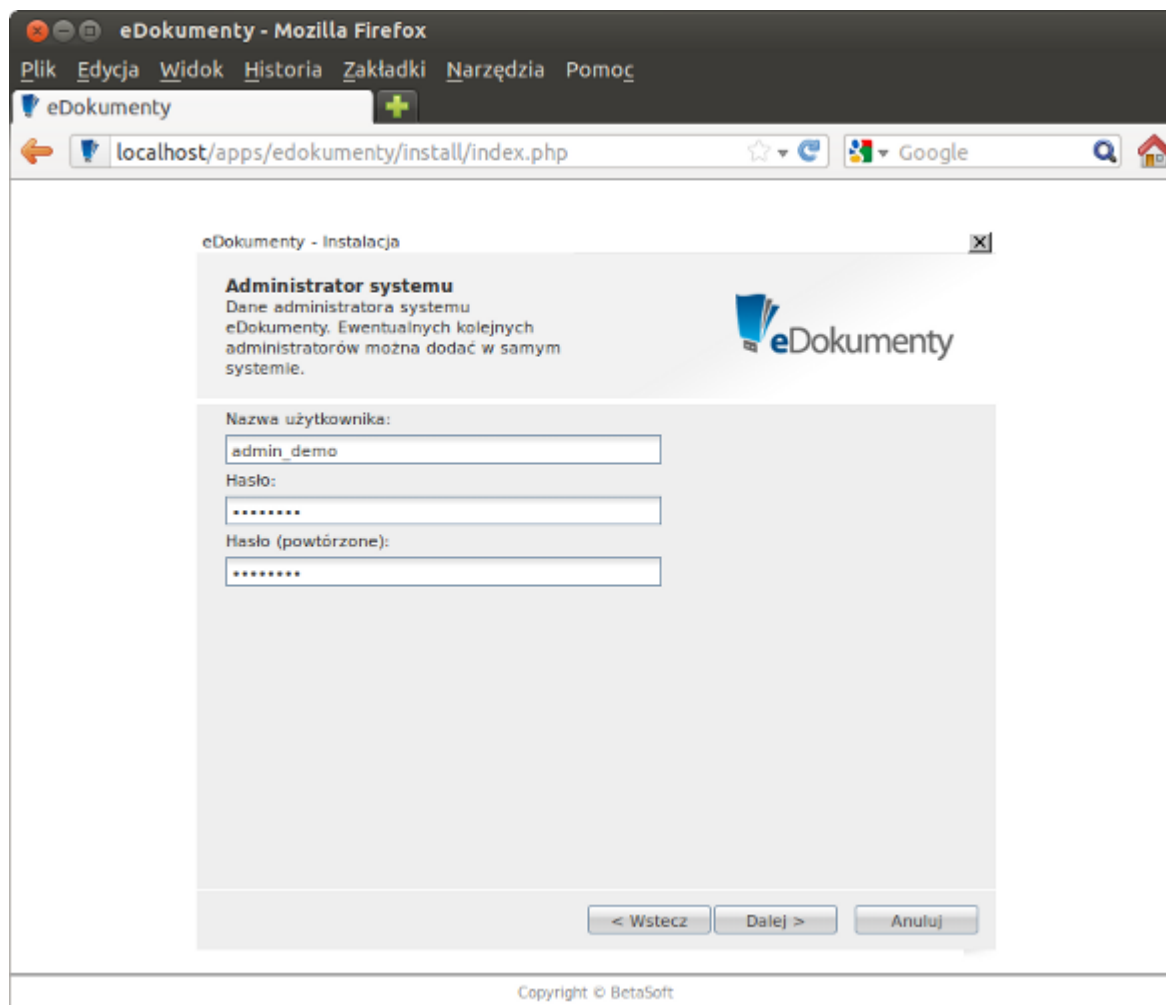 eDokumenty - Mozilla Firefox
Plik Edycja Widok Historia Zakładki Narzędzia Pomoc
eDokumenty
localhost/apps/edokumenty/install/index.php
Google
eDokumenty - Instalacja
Administrator systemu
Dane administratora systemu
eDokumenty. Ewentualnych kolejnych
administratorów można dodać w samym
systemie.
eDokumenty
Nazwa użytkownika:
admin_demo
Hasło:
••••••••
Hasło (powtórzone):
••••••••
< Wstecz Dalej > Anuluj
Copyright © BetaSoft